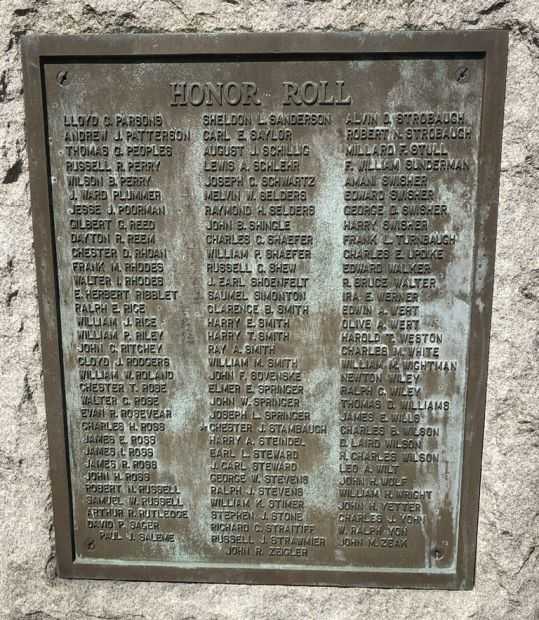 HONOR ROLL
LLOYD C. PARSONS
ANDREW J. PATTERSON
THOMAS G. PEOPLES
RUSSELL R. PERRY
WILSON B. PERRY
J. WARD PLUMMER
JESSE J. POORMAN
GILBERT C. REED
DAYTON R. REEM
CHESTER D. RHOAN
FRANK M. RHODES
WALTER I. RHODES
E. HERBERT RIBBLET
RALPH E. RICE
WILLIAM J. RICE
WILLIAM P. RILEY
JOHN C. RITCHEY
CLOYD J. RODGERS
WILLIAM W. ROLAND
CHESTER T. ROSE
WALTER C. ROSE
EVAN R. ROSEVEAR
CHARLES H. ROSS
JAMES E. ROSS
JAMES I. ROSS
JAMES R. ROSS
JOHN H. ROSS
ROBERT N. RUSSELL
SAMUEL W. RUSSELL
ARTHUR R. RUTLEDGE
DAVID P. SAGER
PAUL J. SALEME
SHELDON L. SANDERSON
CARL E. SAYLOR
AUGUST J. SCHILLIG
LEWIS A. SCHLEHR
JOSEPH C. SCHWARTZ
MELVIN W. SELDERS
RAYMOND H. SELDERS
JOHN B. SHINGLE
CHARLES C. SHAEFER
WILLIAM P. SHAEFER
RUSSELL C. SHEW
J. EARL SHOENFELT
SAUMEL SIMONTON
CLARENCE B. SMITH
HARRY E. SMITH
HARRY T. SMITH
RAY A. SMITH
WILLIAM M. SMITH
JOHN F. SOVENSKE
ELMER E. SPRINGER
JOHN W. SPRINGER
JOSEPH L. SPRINGER
CHESTER J. STAMBAUGH
HARRY A. STEINDEL
EARL L. STEWARD
J. CARL STEWARD
GEORGE W. STEVENS
RALPH J. STEVENS
WILLIAM K. STIMER
STEPHEN J. STONE
RICHARD C. STRAITIFF
RUSSELL J. STRAWMIER
JOHN R. ZEIGLER
ALVIN D. STROBAUGH
ROBERT N. STROBAUGH
MILLARD F. STULL
F. WILLIAM SUNDERMAN
AMANI SWISHER
EDWARD SWISHER
GEORGE D. SWISHER
HARRY SWISHER
FRANK L. TURNBAUGH
CHARLES E. UPDIKE
EDWARD WALKER
R. BRUCE WALTER
IRA E. WERNER
EDWIN A. WERT
OLIVE A. WERT
HAROLD T. WESTON
CHARLES M. WHITE
WILLIAM M. WIGHTMAN
NEWTON WILEY
RALPH C. WILEY
THOMAS D. WILLIAMS
JAMES E. WILLS
CHARLES B. WILSON
D. LAIRD WILSON
R. CHARLES WILSON
LEO A. WILT
JOHN H. WOLF
WILLIAM H. WRIGHT
JOHN H. YETTER
CHARLES J. YOHN
W. RALPH YON
JOHN M. ZEAK